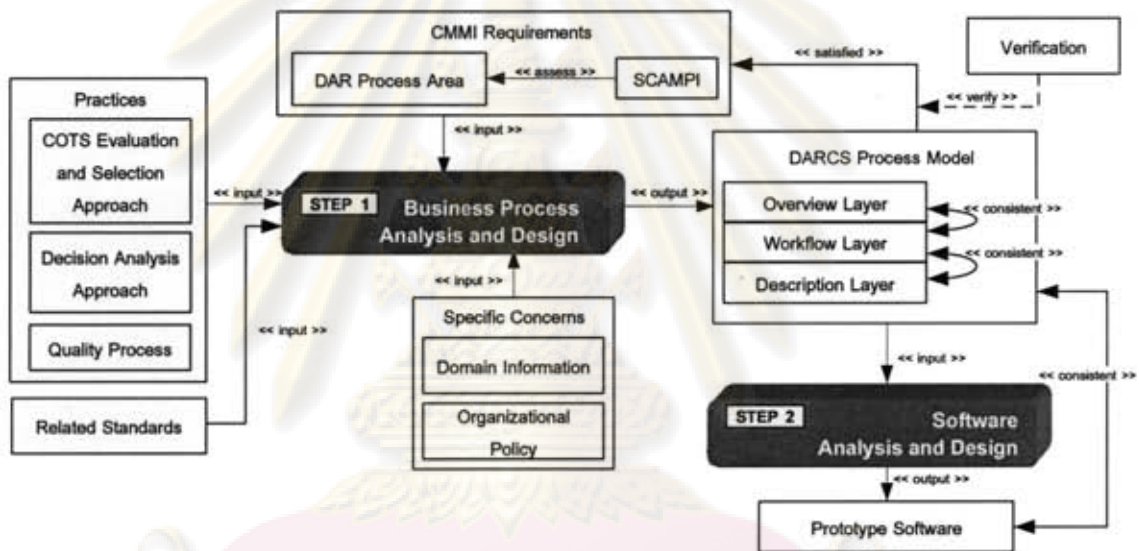 CMMI Requirements
DAR Process Area
<< assess >>
SCAMPI
<< satisfied >>
Verification
<< verify >>
Practices
COTS Evaluation
and Selection
Approach
Decision Analysis
Approach
Quality Process
Related Standards
<< input >>
<< input >>
<< input >>
STEP 1
Business Process
Analysis and Design
<< output >>
<< input >>
Specific Concerns
Domain Information
Organizational
Policy
DARCS Process Model
Overview Layer
Workflow Layer
Description Layer
<< consistent >>
<< consistent >>
<< input >>
<< consistent >>
STEP 2
Software
Analysis and Design
<< output >>
Prototype Software